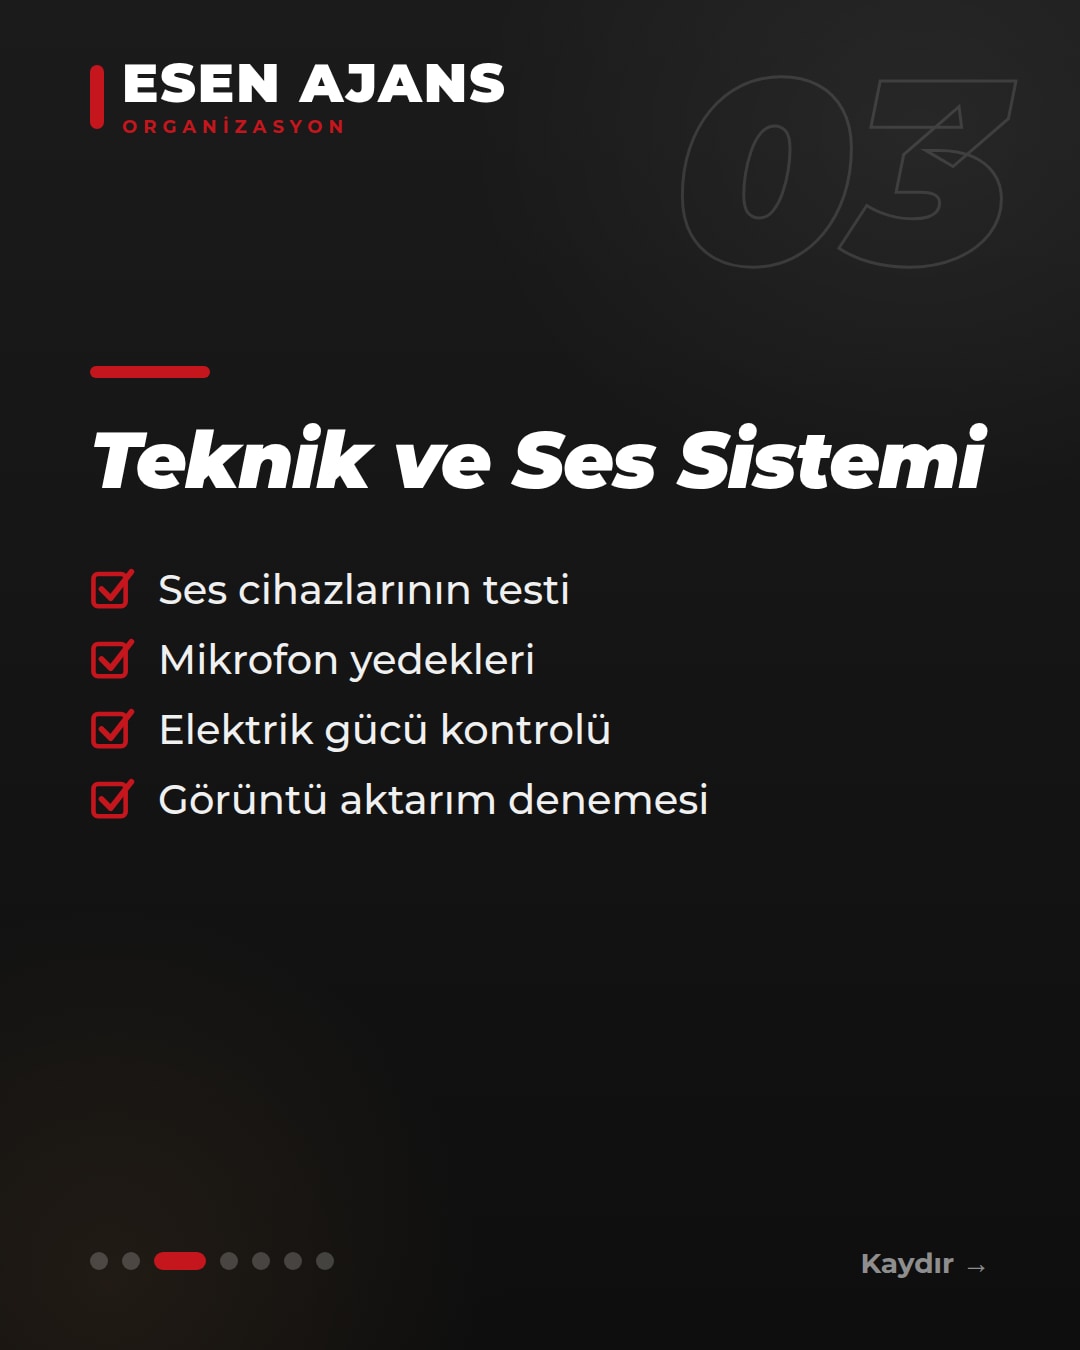 ESEN AJANS
ORGANİZASYON
03
Teknik ve Ses Sistemi
Ses cihazlarının testi
Mikrofon yedekleri
Elektrik gücü kontrolü
Görüntü aktarım denemesi
Kaydır →